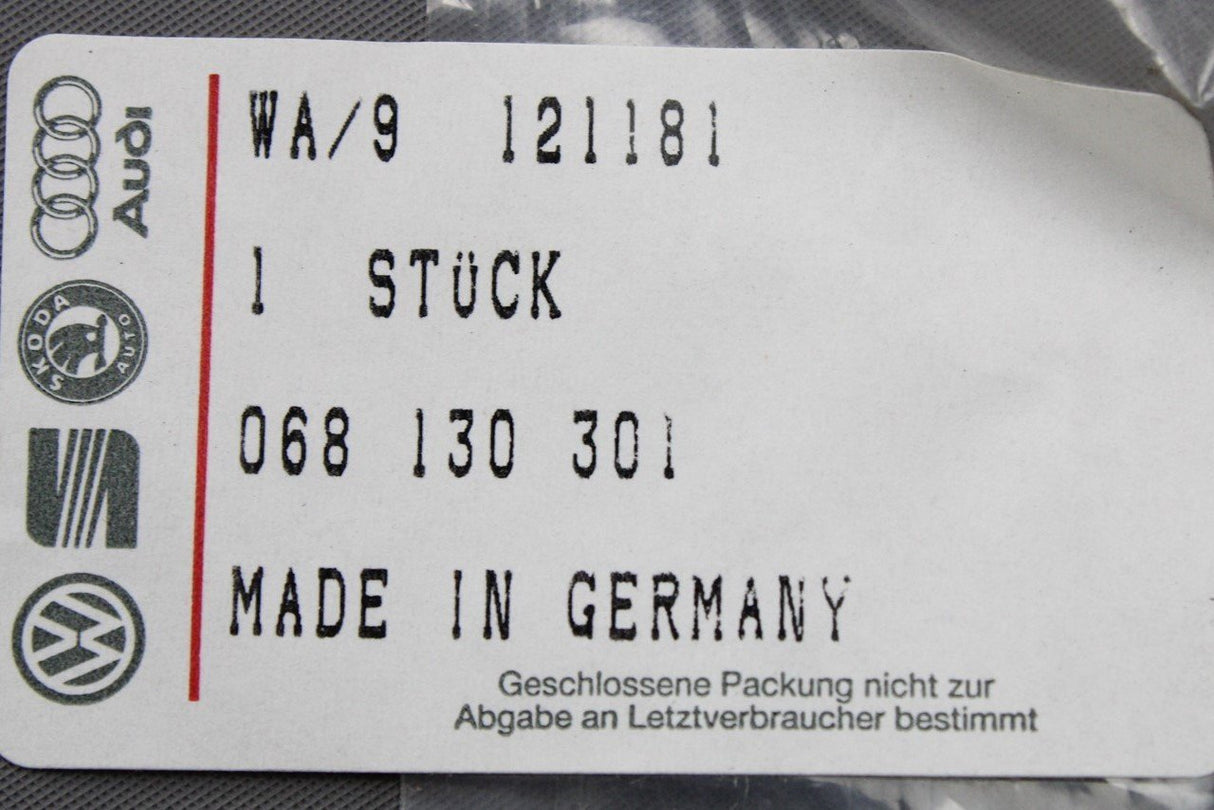 WA/9 121181
1 STÜCK
068 130 301
MADE IN GERMANY
Geschlossene Packung nicht zur
Abgabe an Letztverbraucher bestimmt
Audi
SKODA
AUTO